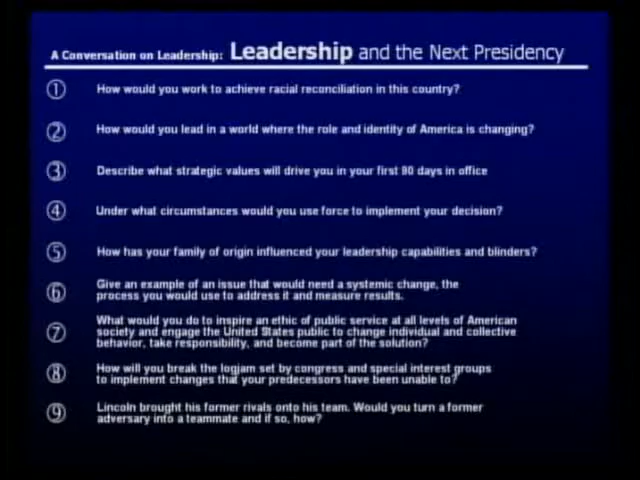 A Conversation on Leadership: Leadership and the Next Presidency
1 How would you work to achieve racial reconciliation in this country?
2 How would you lead in a world where the role and identity of America is changing?
3 Describe what strategic values will drive you in your first 90 days in office
4 Under what circumstances would you use force to implement your decision?
5 How has your family of origin influenced your leadership capabilities and blinders?
6 Give an example of an issue that would need a systemic change, the
process you would use to address it and measure results.
7 What would you do to inspire an ethic of public service at all levels of American
society and engage the United States public to change individual and collective
behavior, take responsibility, and become part of the solution?
8 How will you break the logjam set by congress and special interest groups
to implement changes that your predecessors have been unable to?
9 Lincoln brought his former rivals onto his team. Would you turn a former
adversary into a teammate and if so, how?